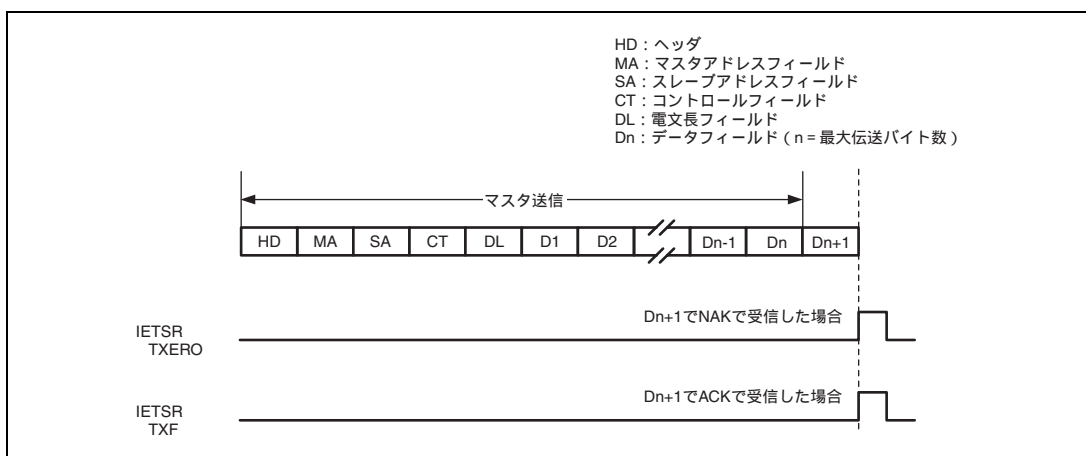 HD：ヘッダ
MA：マスタアドレスフィールド
SA：スレーブアドレスフィールド
CT：コントロールフィールド
DL：電文長フィールド
Dn：データフィールド（n = 最大伝送バイト数）
マスタ送信
HD MA SA CT DL D1 D2 Dn-1 Dn Dn+1
Dn+1でNAKで受信した場合
IETSR
TXERO
Dn+1でACKで受信した場合
IETSR
TXF